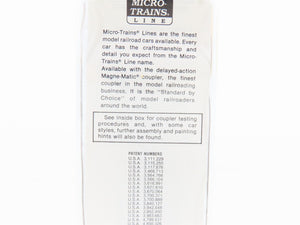 MICRO-
TRAINS®
LINE
Micro-Trains® Lines are the finest
model railroad cars available. Every
car has the craftsmanship and
detail you expect from the Micro-
Trains® Line name.
Available with the delayed-action
Magne-Matic® coupler, the finest
coupler in the model railroading
business. It is the "Standard by
Choice" of model railroaders
around the world.
See inside box for coupler testing
procedures and, with some car
styles, further assembly and painting
hints will also be found.
PATENT NUMBERS
U.S.A. 3,111,229
U.S.A. 3,115,255
U.S.A. 3,117,676
U.S.A.
U.S.A.
U.S.A.
U.S.A.
U.S.A.
U.S.A.
U.S.A.
U.S.A.
U.S.A.
U.S.A.
U.S.A.
U.S.A.
U.S.A.